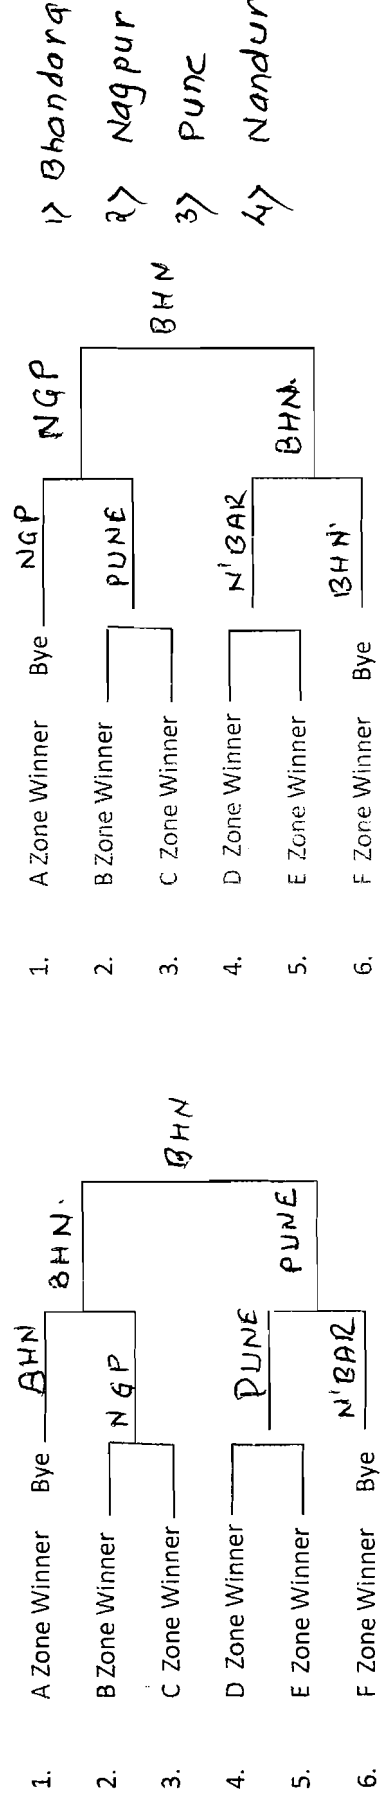 1. A Zone Winner Bye BHN
BHN.
2. B Zone Winner
NGP
3. C Zone Winner
BHN
4. D Zone Winner
PUNE
5. E Zone Winner
PUNE
6. F Zone Winner Bye N'BAR
1. A Zone Winner Bye NGP
NGP
2. B Zone Winner
PUNE
3. C Zone Winner
BHN
4. D Zone Winner
N'BAR
5. E Zone Winner
BHN.
6. F Zone Winner Bye BHN
1) Bhandara
2) Nagpur
3) Pune
4)